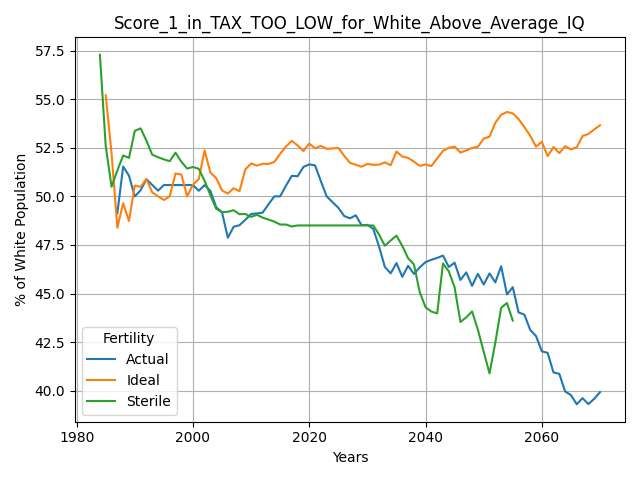 Score_1_in_TAX_TOO_LOW_for_White_Above_Average_IQ
57.5
55.0
52.5
50.0
47.5
45.0
42.5
40.0
% of White Population
Fertility
Actual
Ideal
Sterile
1980
2000
2020
2040
2060
Years